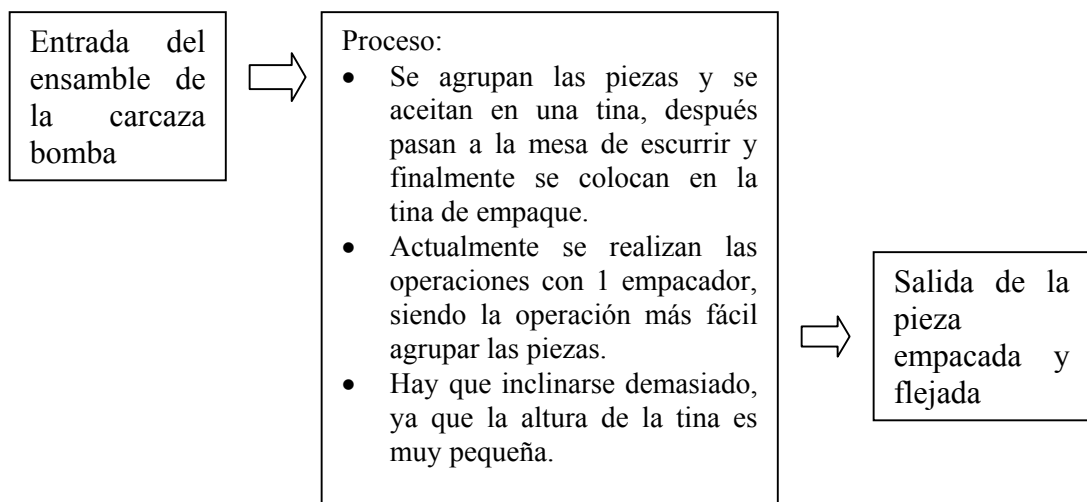 Entrada del
ensamble de
la carcaza
bomba
Proceso:
• Se agrupan las piezas y se
aceitan en una tina, después
pasan a la mesa de escurrir y
finalmente se colocan en la
tina de empaque.
• Actualmente se realizan las
operaciones con 1 empacador,
siendo la operación más fácil
agrupar las piezas.
• Hay que inclinarse demasiado,
ya que la altura de la tina es
muy pequeña.
Salida de la
pieza
empacada y
flejada